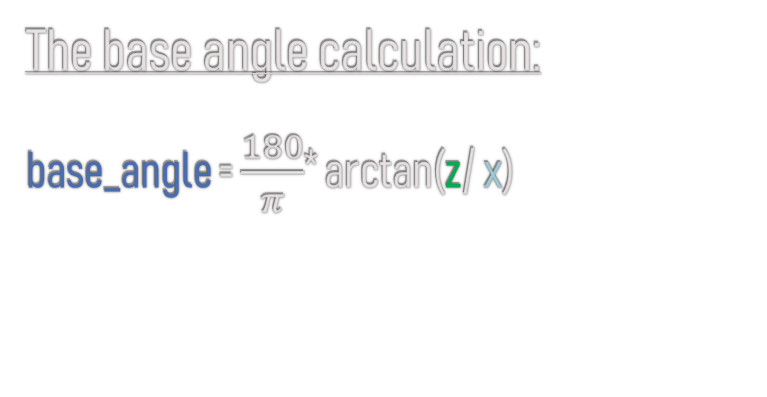 The base angle calculation:
base_angle = 180/π * arctan(z/ x)